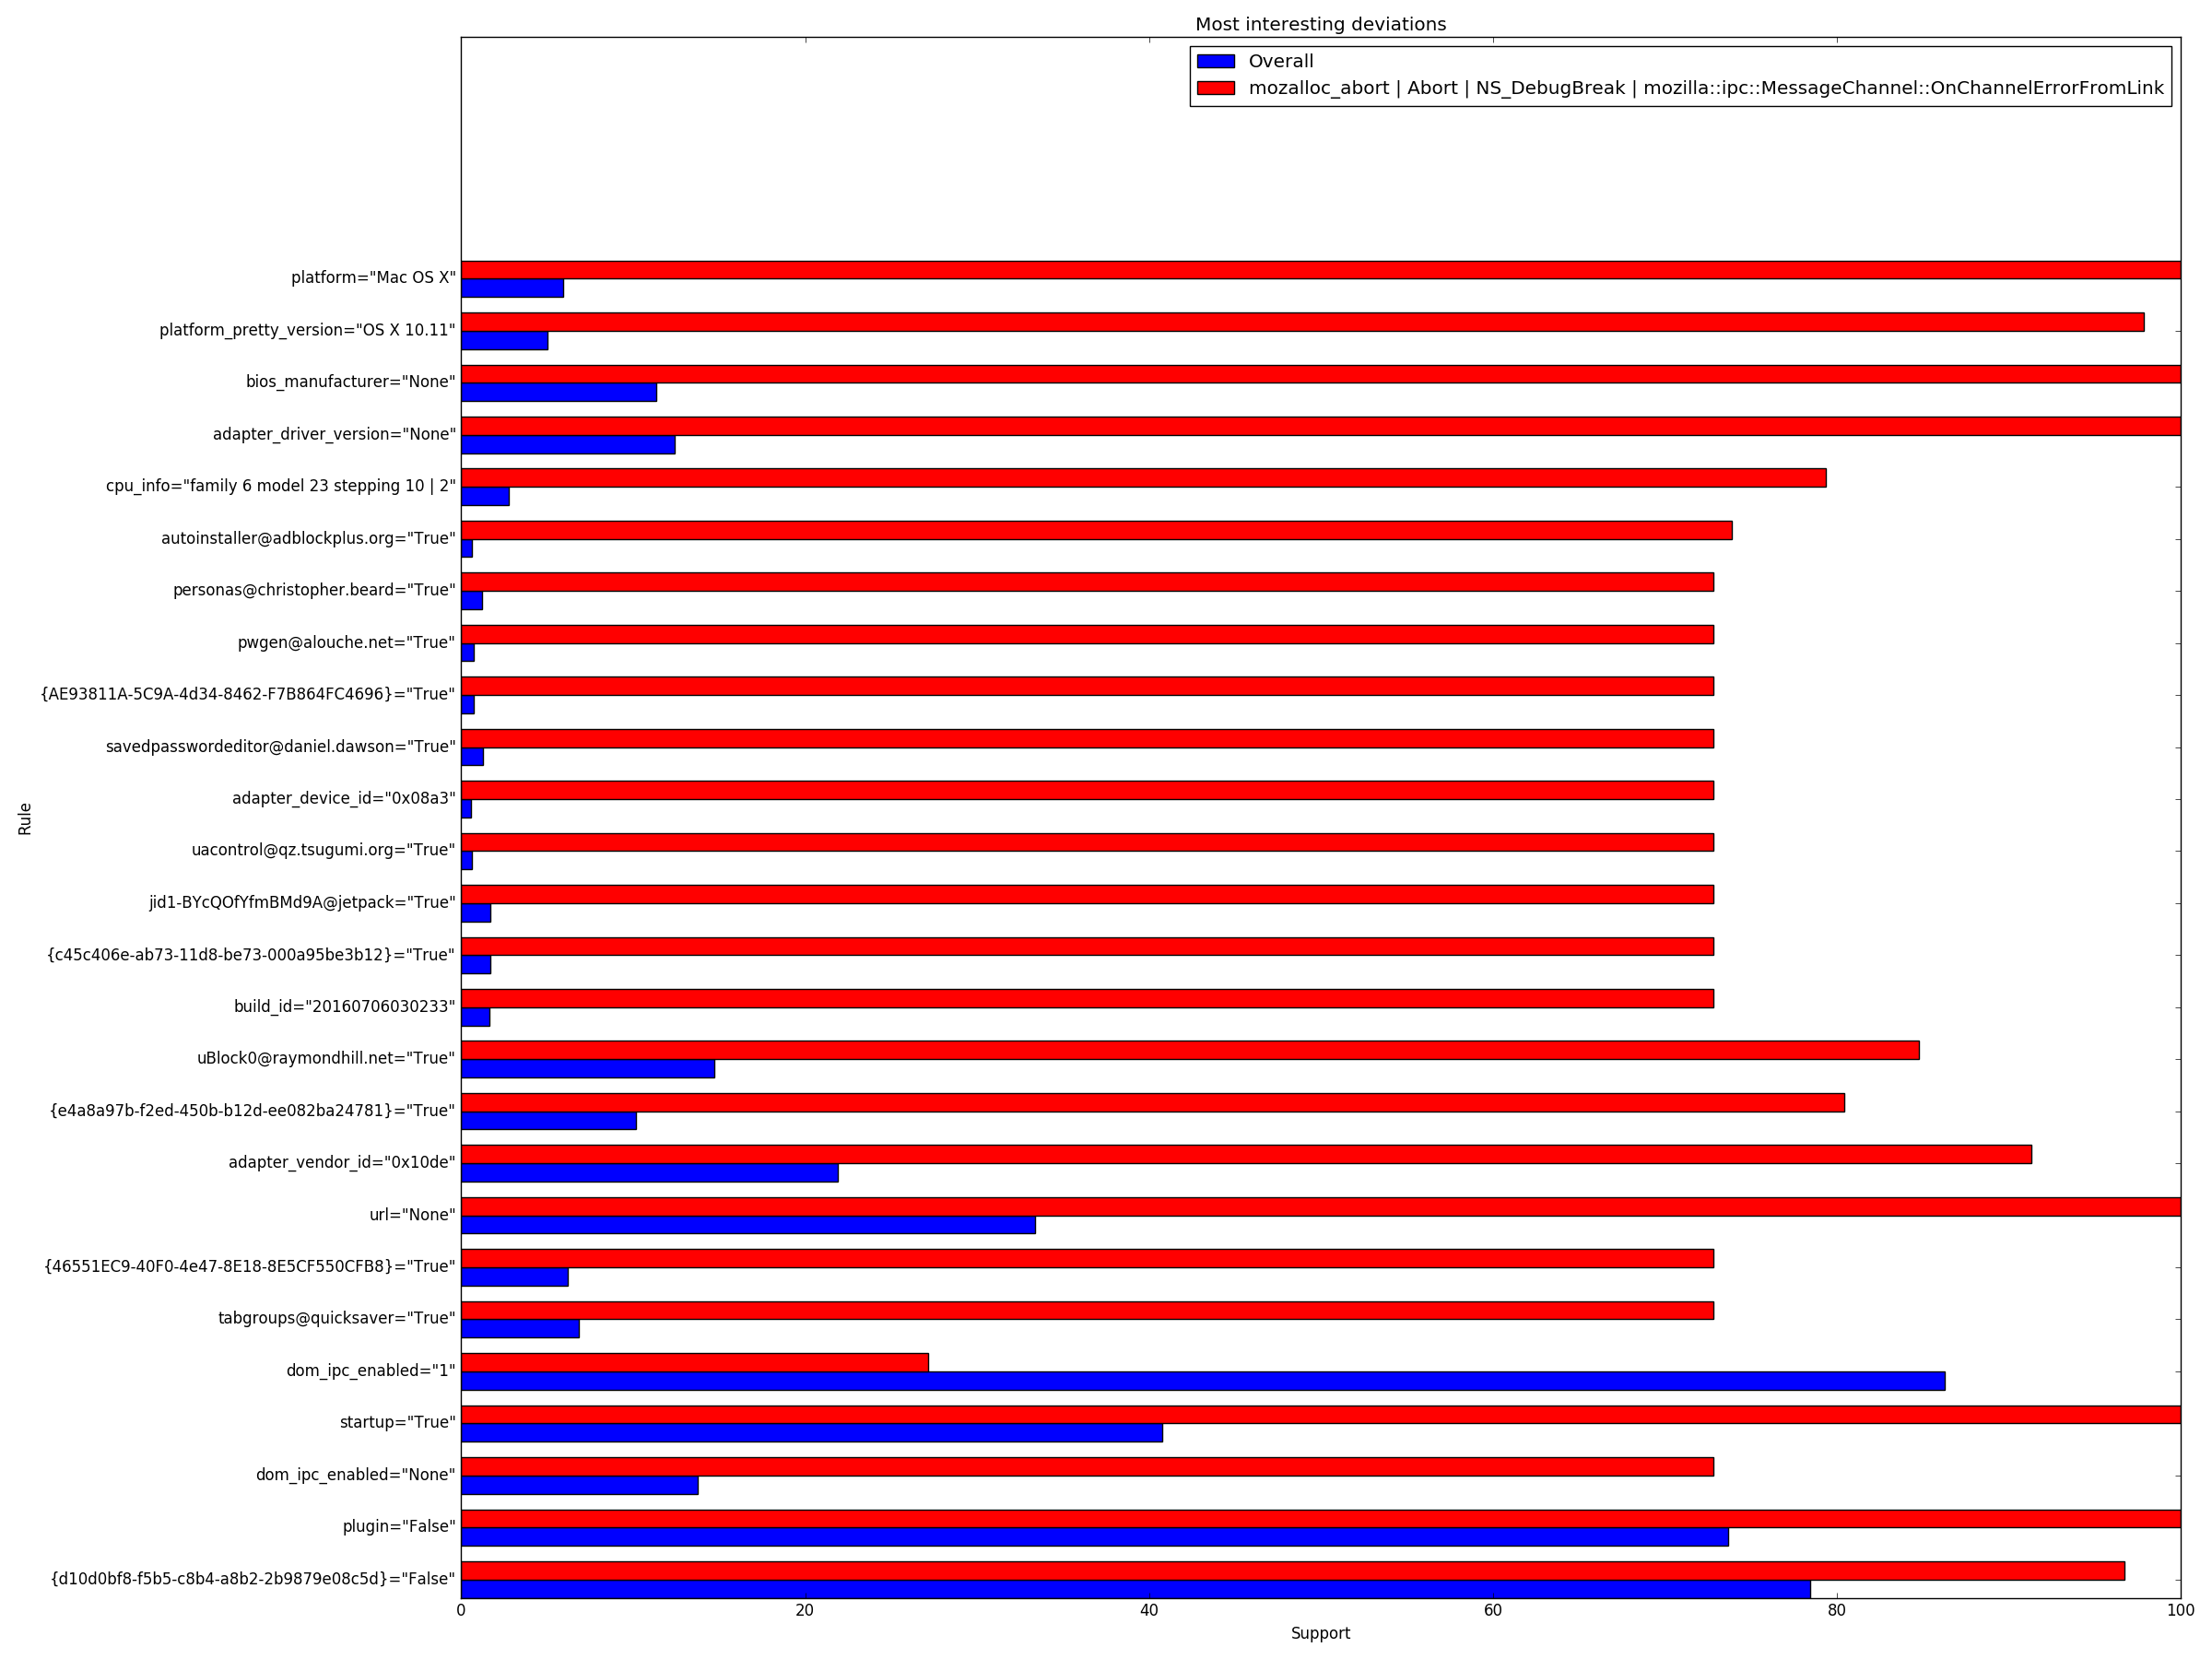 Most interesting deviations
Overall
mozalloc_abort | Abort | NS_DebugBreak | mozilla::ipc::MessageChannel::OnChannelErrorFromLink
platform="Mac OS X"
platform_pretty_version="OS X 10.11"
bios_manufacturer="None"
adapter_driver_version="None"
cpu_info="family 6 model 23 stepping 10 | 2"
autoinstaller@adblockplus.org="True"
personas@christopher.beard="True"
pwgen@alouche.net="True"
{AE93811A-5C9A-4d34-8462-F7B864FC4696}="True"
savedpasswordeditor@daniel.dawson="True"
adapter_device_id="0x08a3"
uacontrol@qz.tsugumi.org="True"
jid1-BYcQOfYfmBMd9A@jetpack="True"
{c45c406e-ab73-11d8-be73-000a95be3b12}="True"
build_id="20160706030233"
uBlock0@raymondhill.net="True"
{e4a8a97b-f2ed-450b-b12d-ee082ba24781}="True"
adapter_vendor_id="0x10de"
url="None"
{46551EC9-40F0-4e47-8E18-8E5CF550CFB8}="True"
tabgroups@quicksaver="True"
dom_ipc_enabled="1"
startup="True"
dom_ipc_enabled="None"
plugin="False"
{d10d0bf8-f5b5-c8b4-a8b2-2b9879e08c5d}="False"
Rule
0 20 40 60 80 100
Support